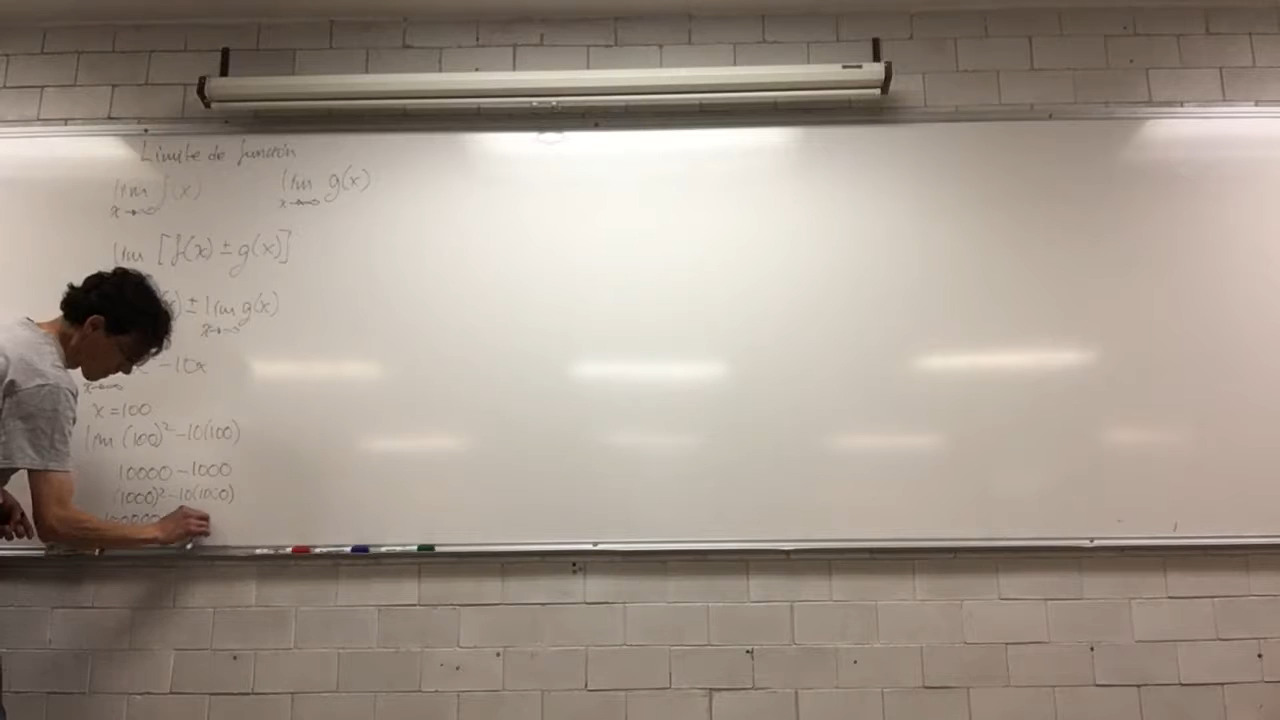 Limite de función
lim f(x) lim g(x)
x→∞ x→∞
lim [f(x) ± g(x)]
(x) ± lim g(x)
x→∞
- 10x
x→∞
x = 100
lim (100)² - 10(100)
10000 - 1000
(1000)² - 10(1000)